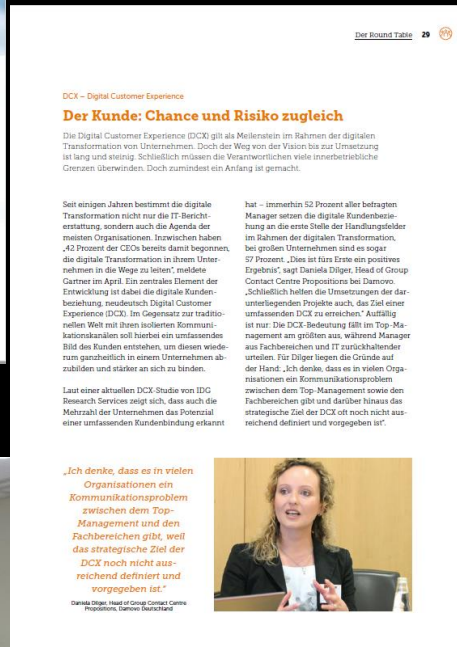 Der Round Table 29
DCX – Digital Customer Experience
Der Kunde: Chance und Risiko zugleich
Die Digital Customer Experience (DCX) gilt als Meilenstein im Rahmen der digitalen
Transformation von Unternehmen. Doch der Weg von der Vision bis zur Umsetzung
ist lang und steinig. Schließlich müssen die Verantwortlichen viele innerbetriebliche
Grenzen überwinden. Doch zumindest ein Anfang ist gemacht.
Seit einigen Jahren bestimmt die digitale
Transformation nicht nur die IT-Bericht-
erstattung, sondern auch die Agenda der
meisten Organisationen. Inzwischen haben
„42 Prozent der CEOs bereits damit begonnen,
die digitale Transformation in ihrem Unter-
nehmen in die Wege zu leiten", meldete
Gartner im April. Ein zentrales Element der
Entwicklung ist dabei die digitale Kunden-
beziehung, neudeutsch Digital Customer
Experience (DCX). Im Gegensatz zur traditio-
nellen Welt mit ihren isolierten Kommuni-
kationskanälen soll hierbei ein umfassendes
Bild des Kunden entstehen, um diesen wiede-
rum ganzheitlich in einem Unternehmen ab-
zubilden und stärker an sich zu binden.
Laut einer aktuellen DCX-Studie von IDG
Research Services zeigt sich, dass auch die
Mehrzahl der Unternehmen das Potenzial
einer umfassenden Kundenbindung erkannt
hat – immerhin 52 Prozent aller befragten
Manager setzen die digitale Kundenbezie-
hung an die erste Stelle der Handlungsfelder
im Rahmen der digitalen Transformation,
bei großen Unternehmen sind es sogar
57 Prozent. „Dies ist fürs Erste ein positives
Ergebnis", sagt Daniela Dilger, Head of Group
Contact Centre Propositions bei Damovo.
„Schließlich helfen die Umsetzungen der dar-
unterliegenden Projekte auch, das Ziel einer
umfassenden DCX zu erreichen." Auffällig
ist nur: Die DCX-Bedeutung fällt im Top-Ma-
nagement am größten aus, während Manager
aus Fachbereichen und IT zurückhaltender
urteilen. Für Dilger liegen die Gründe auf
der Hand: „Ich denke, dass es in vielen Orga-
nisationen ein Kommunikationsproblem
zwischen dem Top-Management sowie den
Fachbereichen gibt und darüber hinaus das
strategische Ziel der DCX oft noch nicht aus-
reichend definiert und vorgegeben ist".
„Ich denke, dass es in vielen
Organisationen ein
Kommunikationsproblem
zwischen dem Top-
Management und den
Fachbereichen gibt, weil
das strategische Ziel der
DCX noch nicht aus-
reichend definiert und
vorgegeben ist."
Daniela Dilger, Head of Group Contact Centre
Propositions, Damovo Deutschland